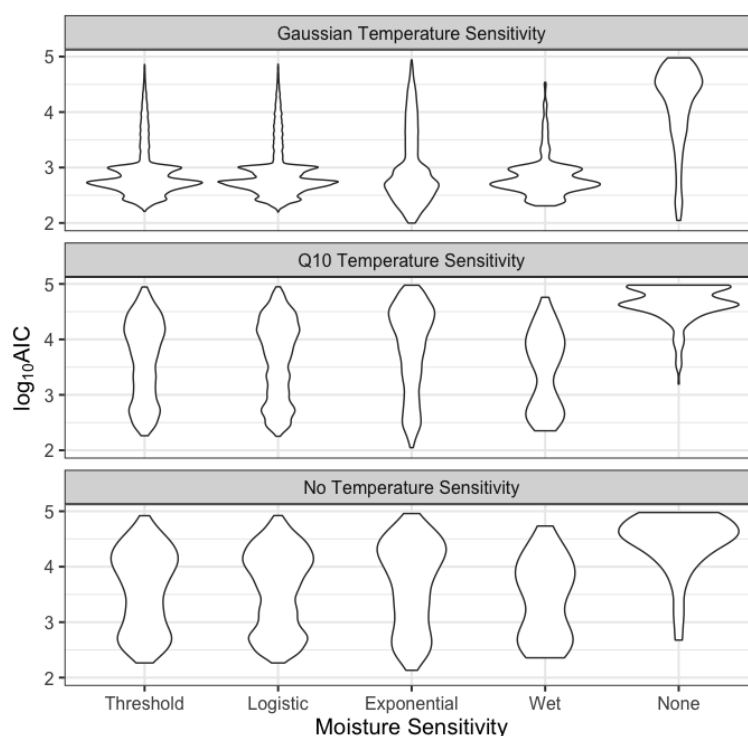 Gaussian Temperature Sensitivity
5
4
3
2
Q10 Temperature Sensitivity
5
4
3
2
No Temperature Sensitivity
5
4
3
2
log₁₀AIC
Threshold Logistic Exponential Wet None
Moisture Sensitivity